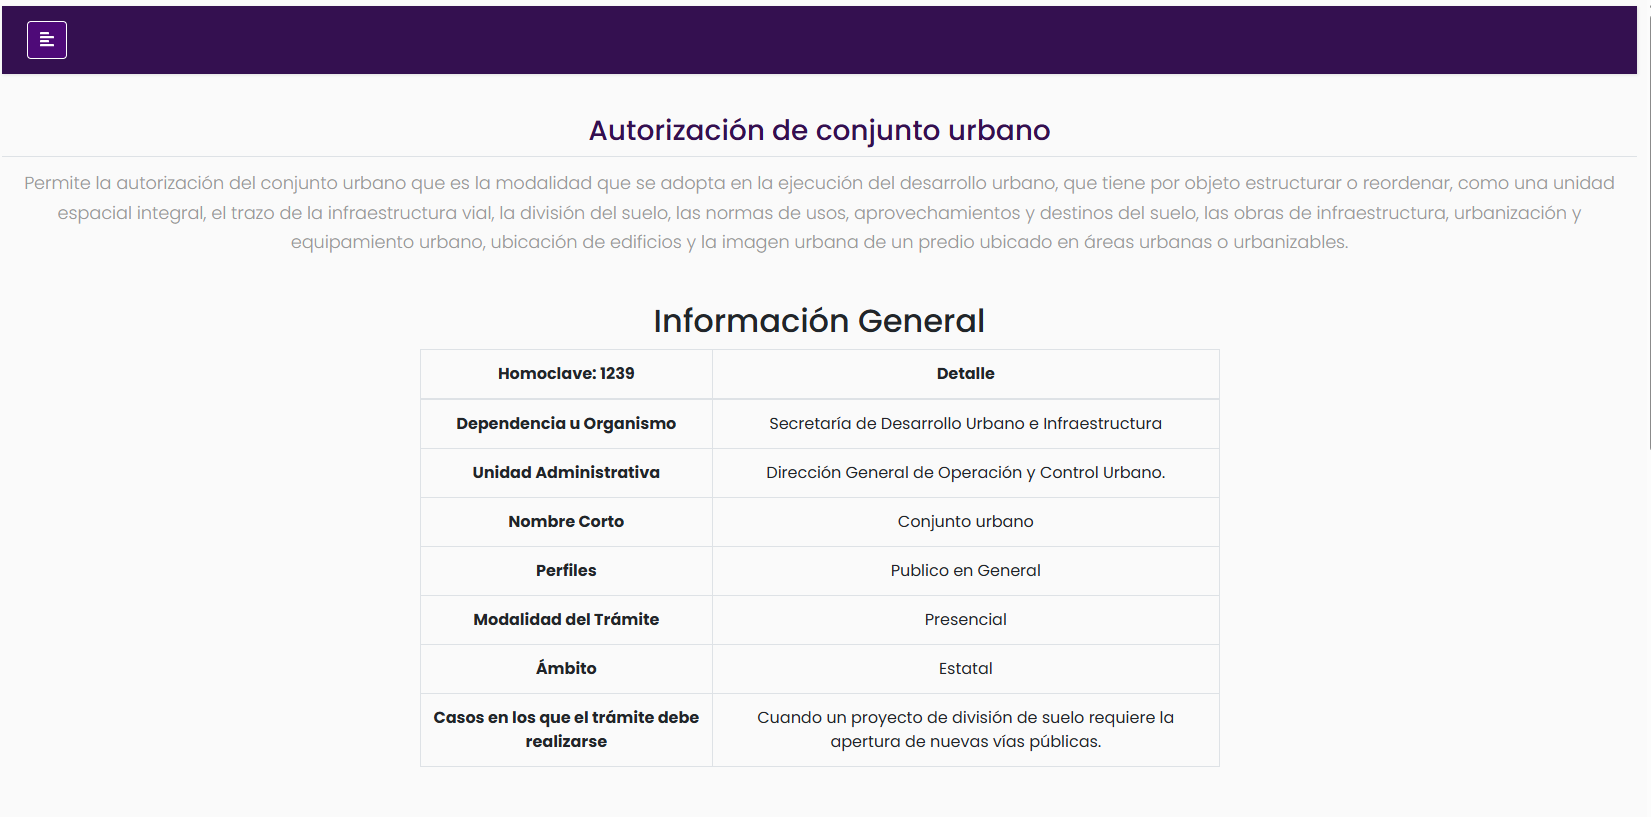 Autorización de conjunto urbano
Permite la autorización del conjunto urbano que es la modalidad que se adopta en la ejecución del desarrollo urbano, que tiene por objeto estructurar o reordenar, como una unidad
espacial integral, el trazo de la infraestructura vial, la división del suelo, las normas de usos, aprovechamientos y destinos del suelo, las obras de infraestructura, urbanización y
equipamiento urbano, ubicación de edificios y la imagen urbana de un predio ubicado en áreas urbanas o urbanizables.
Información General
Homoclave: 1239 Detalle
Dependencia u Organismo Secretaría de Desarrollo Urbano e Infraestructura
Unidad Administrativa Dirección General de Operación y Control Urbano.
Nombre Corto Conjunto urbano
Perfiles Publico en General
Modalidad del Trámite Presencial
Ámbito Estatal
Casos en los que el trámite debe Cuando un proyecto de división de suelo requiere la
realizarse apertura de nuevas vías públicas.